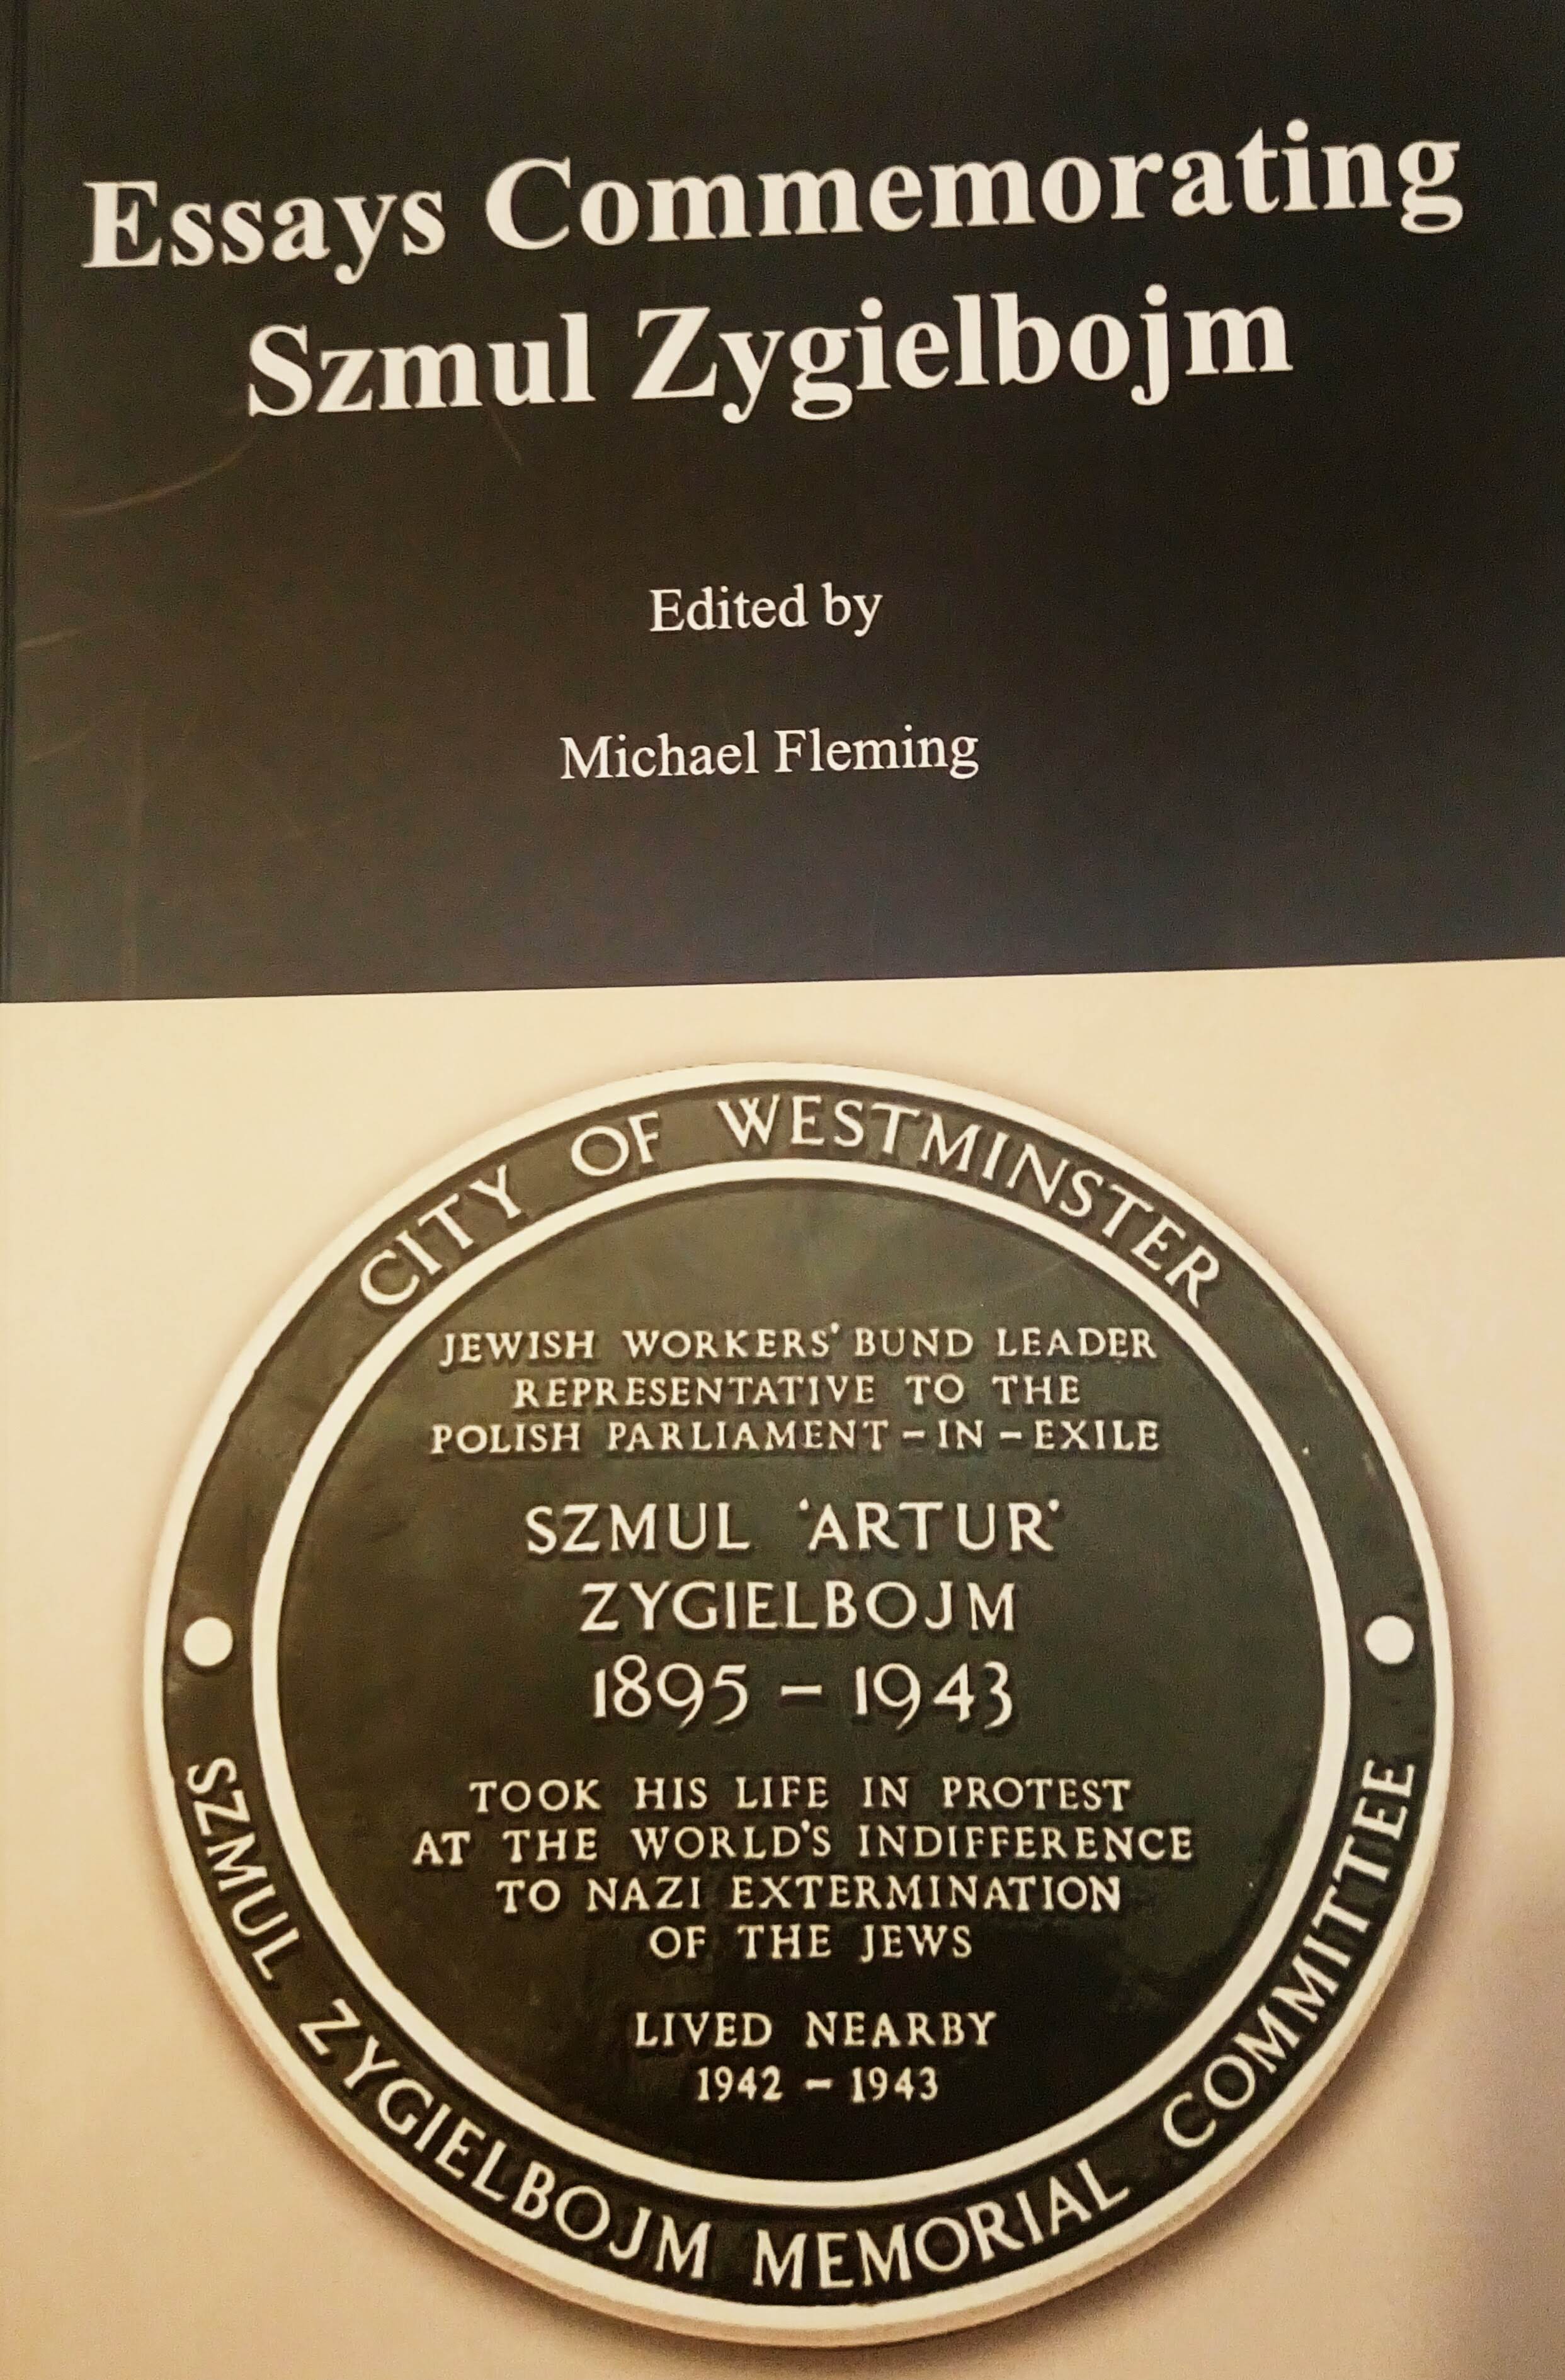 Essays Commemorating
Szmul Zygielbojm
Edited by
Michael Fleming
CITY OF WESTMINSTER
JEWISH WORKERS' BUND LEADER
REPRESENTATIVE TO THE
POLISH PARLIAMENT – IN – EXILE
SZMUL 'ARTUR'
ZYGIELBOJM
1895 – 1943
TOOK HIS LIFE IN PROTEST
AT THE WORLD'S INDIFFERENCE
TO NAZI EXTERMINATION
OF THE JEWS
LIVED NEARBY
1942 – 1943
SZMUL ZYGIELBOJM MEMORIAL COMMITTEE